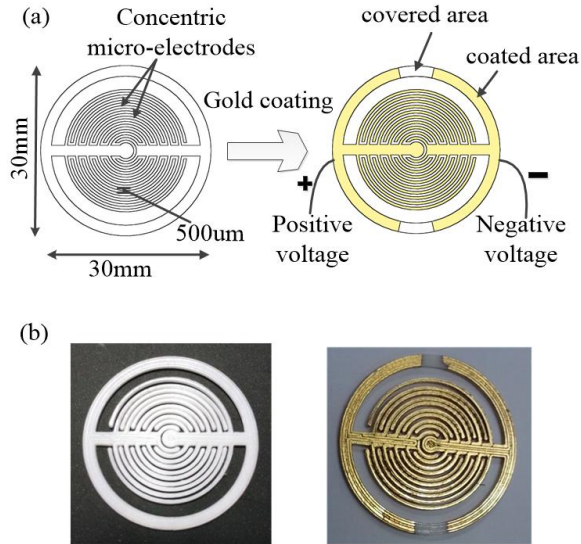 (a)
Concentric
micro-electrodes
covered area
coated area
Gold coating
30mm
+
-
Positive
voltage
Negative
voltage
500um
30mm
(b)